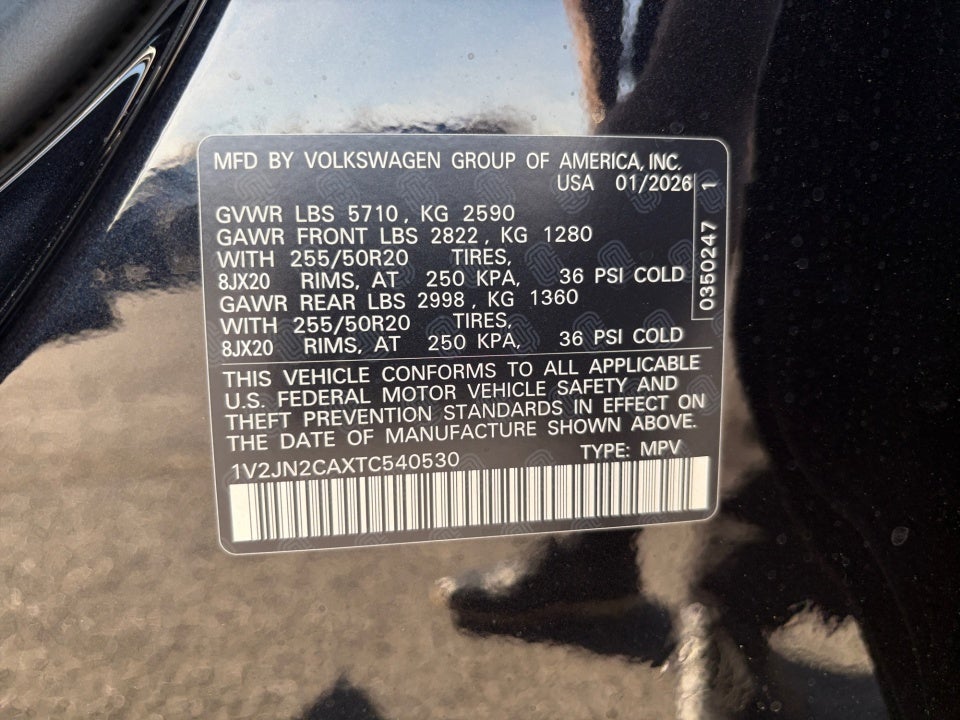 MFD BY VOLKSWAGEN GROUP OF AMERICA, INC.
USA 01/2026
GVWR LBS 5710, KG 2590
GAWR FRONT LBS 2822, KG 1280
WITH 255/50R20 TIRES,
8JX20 RIMS, AT 250 KPA, 36 PSI COLD
GAWR REAR LBS 2998, KG 1360
WITH 255/50R20 TIRES,
8JX20 RIMS, AT 250 KPA, 36 PSI COLD
0350247 1
THIS VEHICLE CONFORMS TO ALL APPLICABLE
U.S. FEDERAL MOTOR VEHICLE SAFETY AND
THEFT PREVENTION STANDARDS IN EFFECT ON
THE DATE OF MANUFACTURE SHOWN ABOVE.
1V2JN2CAXTC540530 TYPE: MPV